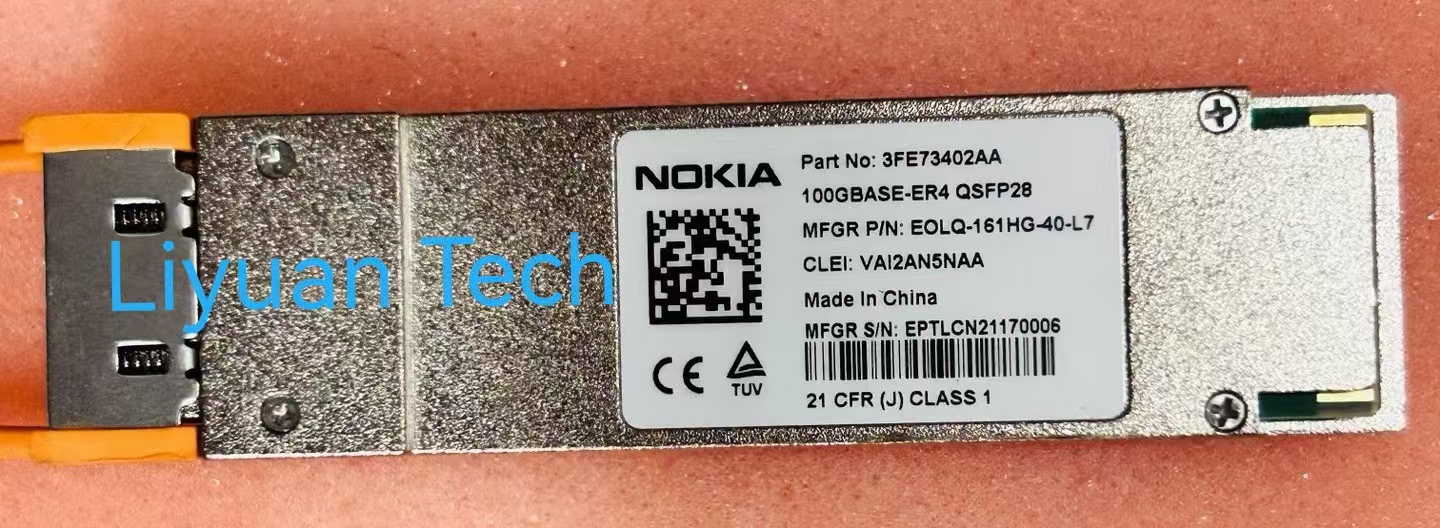 NOKIA
Part No: 3FE73402AA
100GBASE-ER4 QSFP28
MFGR P/N: EOLQ-161HG-40-L7
CLEI: VAI2AN5NAA
Made In China
MFGR S/N: EPTLCN21170006
CE
TUV
21 CFR (J) CLASS 1
Liyuan Tech